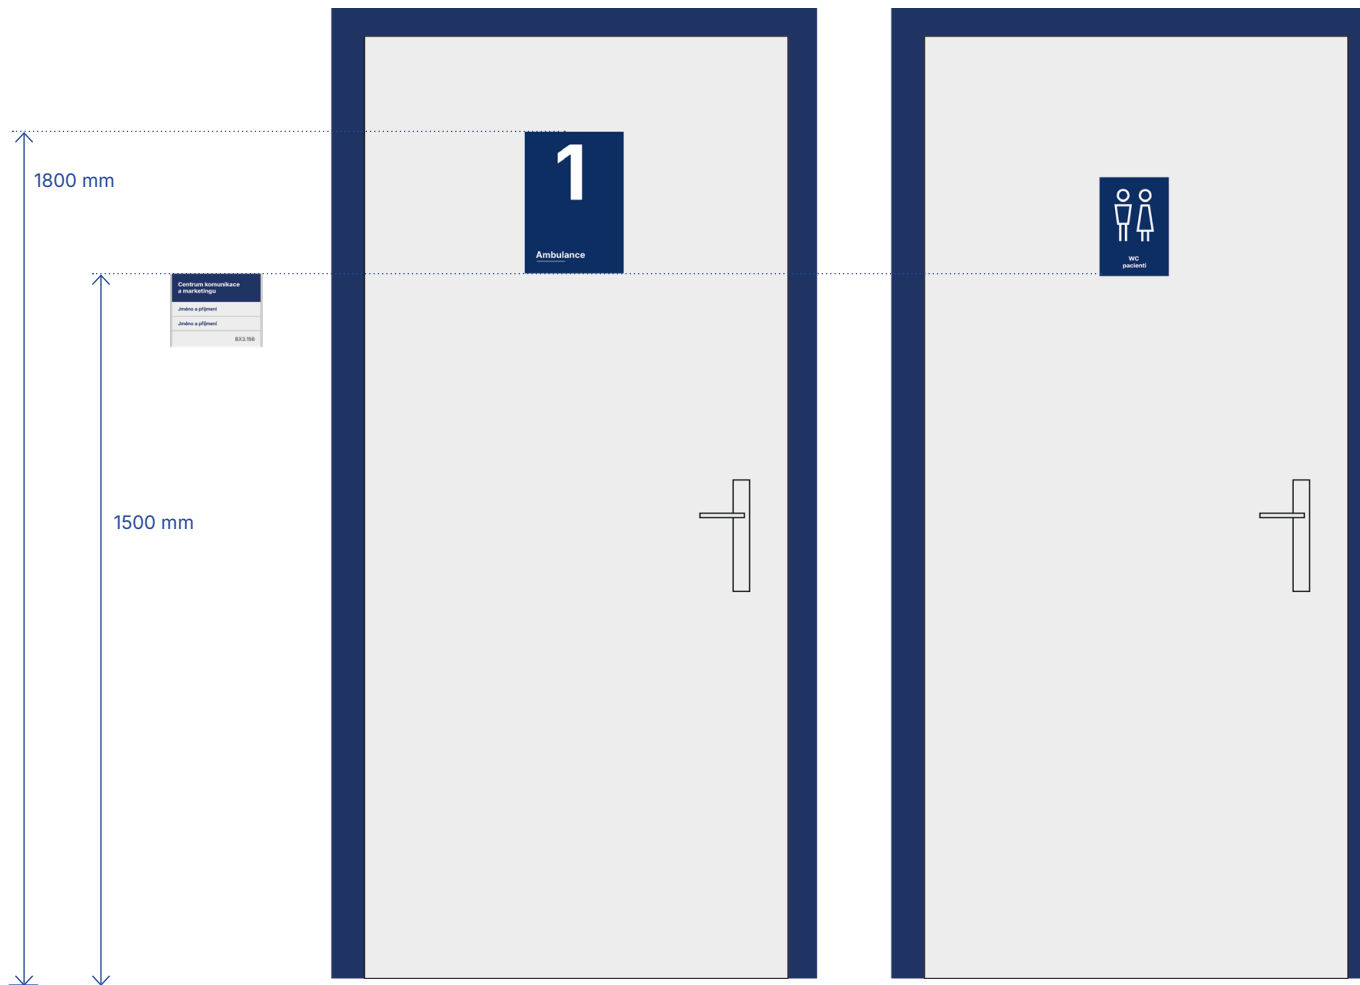 1800 mm
1
Ambulance
WC
pacienti
Centrum komunikace
a marketingu
Jméno a příjmení
Jméno a příjmení
1500 mm